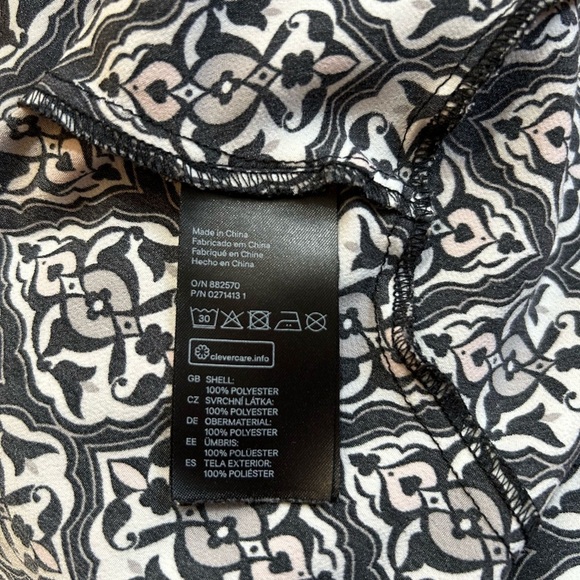 Made in China
Fabricado em China
Fabriqué en Chine
Hecho en China
O/N 882570
P/N 0271413 1
30
clevercare.info
GB SHELL:
100% POLYESTER
CZ SVRCHNÍ LÁTKA:
100% POLYESTER
DE OBERMATERIAL:
100% POLYESTER
EE ÜMBRIS:
100% POLÜESTER
ES TELA EXTERIOR:
100% POLIÉSTER